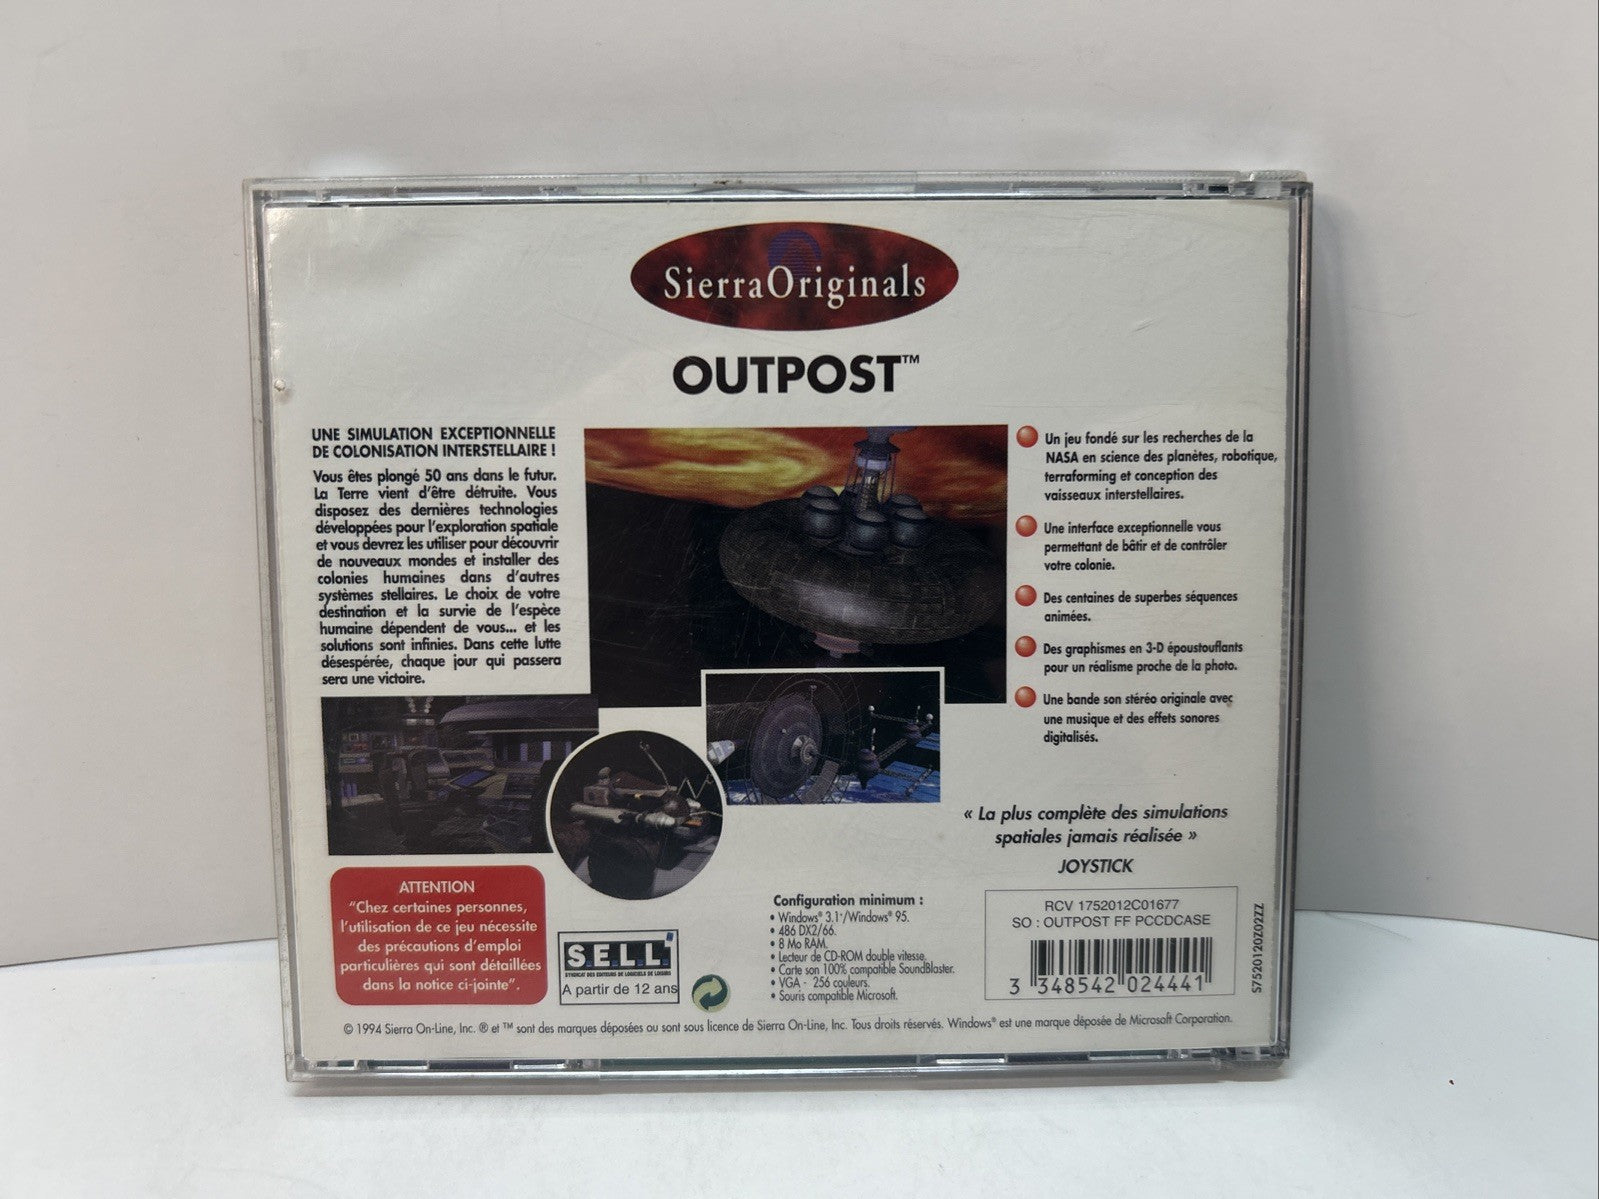 SierraOriginals
OUTPOST™
UNE SIMULATION EXCEPTIONNELLE
DE COLONISATION INTERSTELLAIRE !
Vous êtes plongé 50 ans dans le futur.
La Terre vient d'être détruite. Vous
disposez des dernières technologies
développées pour l'exploration spatiale
et vous devrez les utiliser pour découvrir
de nouveaux mondes et installer des
colonies humaines dans d'autres
systèmes stellaires. Le choix de votre
destination et la survie de l'espèce
humaine dépendent de vous... et les
solutions sont infinies. Dans cette lutte
désespérée, chaque jour qui passera
sera une victoire.
Un jeu fondé sur les recherches de la
NASA en science des planètes, robotique,
terraforming et conception des
vaisseaux interstellaires.
Une interface exceptionnelle vous
permettant de bâtir et de contrôler
votre colonie.
Des centaines de superbes séquences
animées.
Des graphismes en 3-D époustouflants
pour un réalisme proche de la photo.
Une bande son stéréo originale avec
une musique et des effets sonores
digitalisés.
« La plus complète des simulations
spatiales jamais réalisée »
JOYSTICK
ATTENTION
"Chez certaines personnes,
l'utilisation de ce jeu nécessite
des précautions d'emploi
particulières qui sont détaillées
dans la notice ci-jointe".
S.E.L.L.
SYNDICAT DES EDITEURS DE LOGICIELS DE LOISIRS
A partir de 12 ans
Configuration minimum :
• Windows® 3.1*/Windows® 95.
• 486 DX2/66.
• 8 Mo RAM.
• Lecteur de CD-ROM double vitesse.
• Carte son 100% compatible SoundBlaster.
• VGA - 256 couleurs.
• Souris compatible Microsoft.
RCV 1752012C01677
SO : OUTPOST FF PCCDCASE
3 348542 024441
S7520120Z02ZZ
© 1994 Sierra On-Line, Inc. ® et ™ sont des marques déposées ou sont sous licence de Sierra On-Line, Inc. Tous droits réservés. Windows® est une marque déposée de Microsoft Corporation.